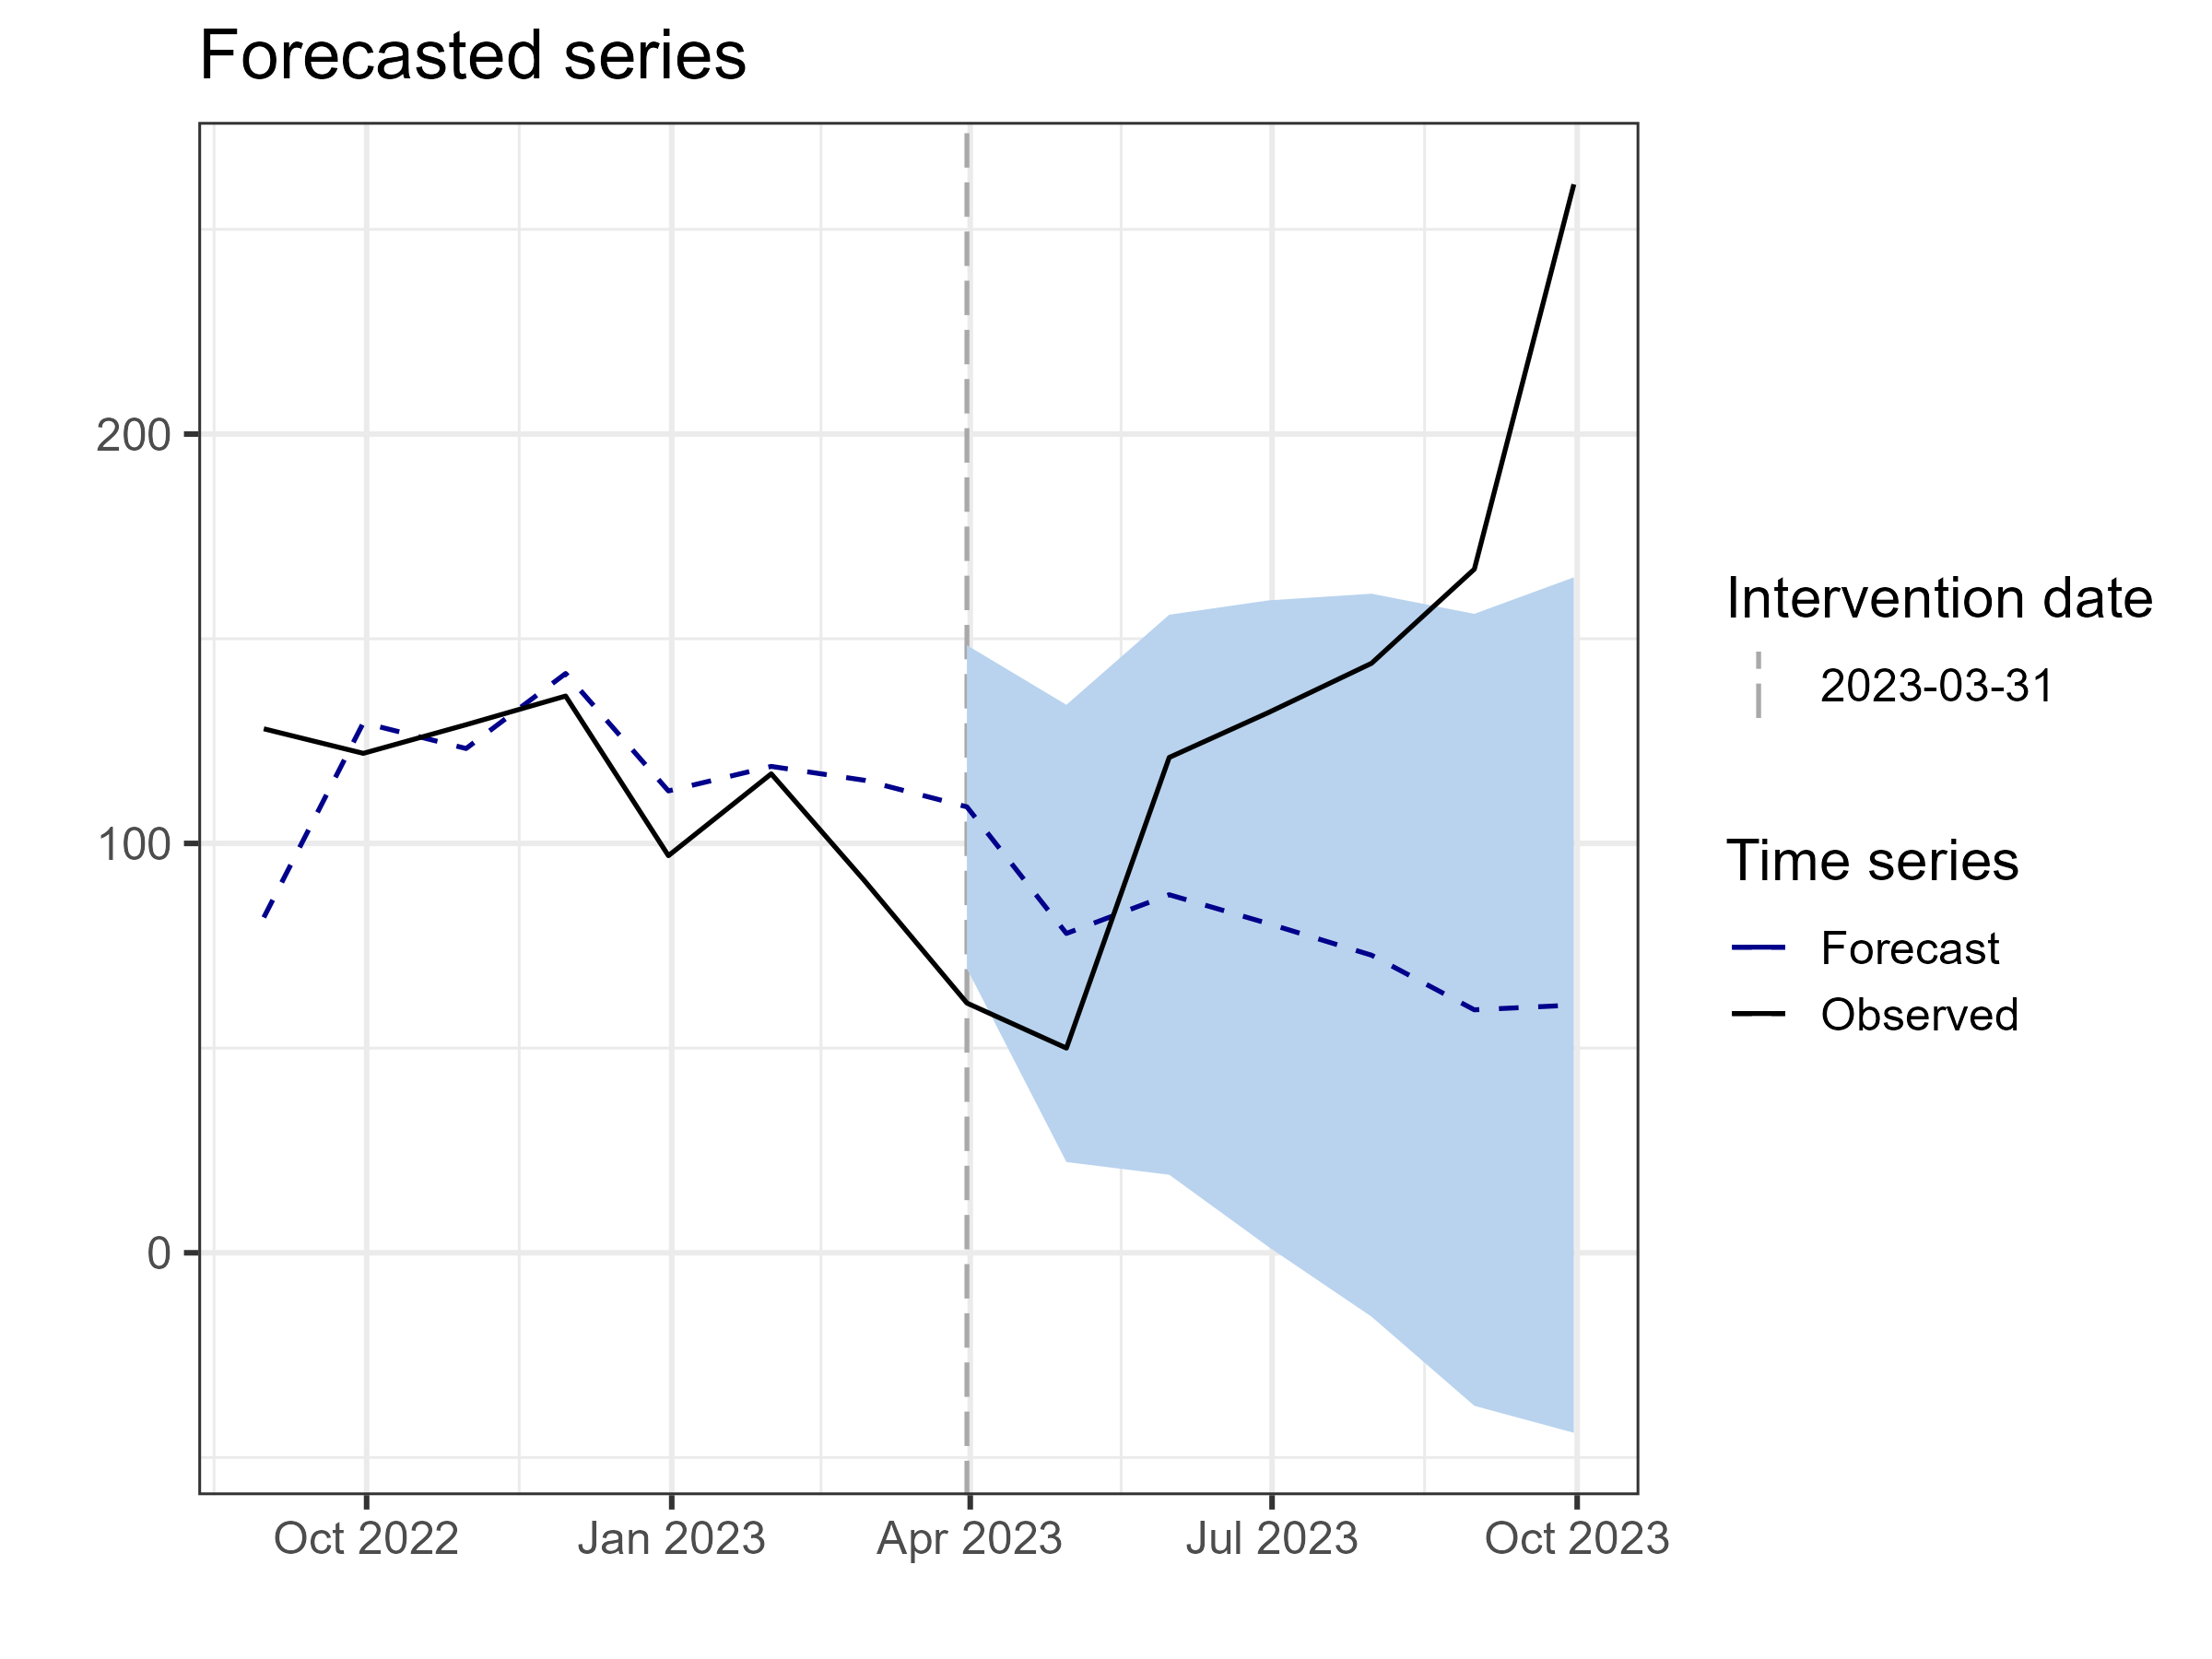 Forecasted series
200
100
0
Oct 2022 Jan 2023 Apr 2023 Jul 2023 Oct 2023
Intervention date
2023-03-31
Time series
Forecast
Observed